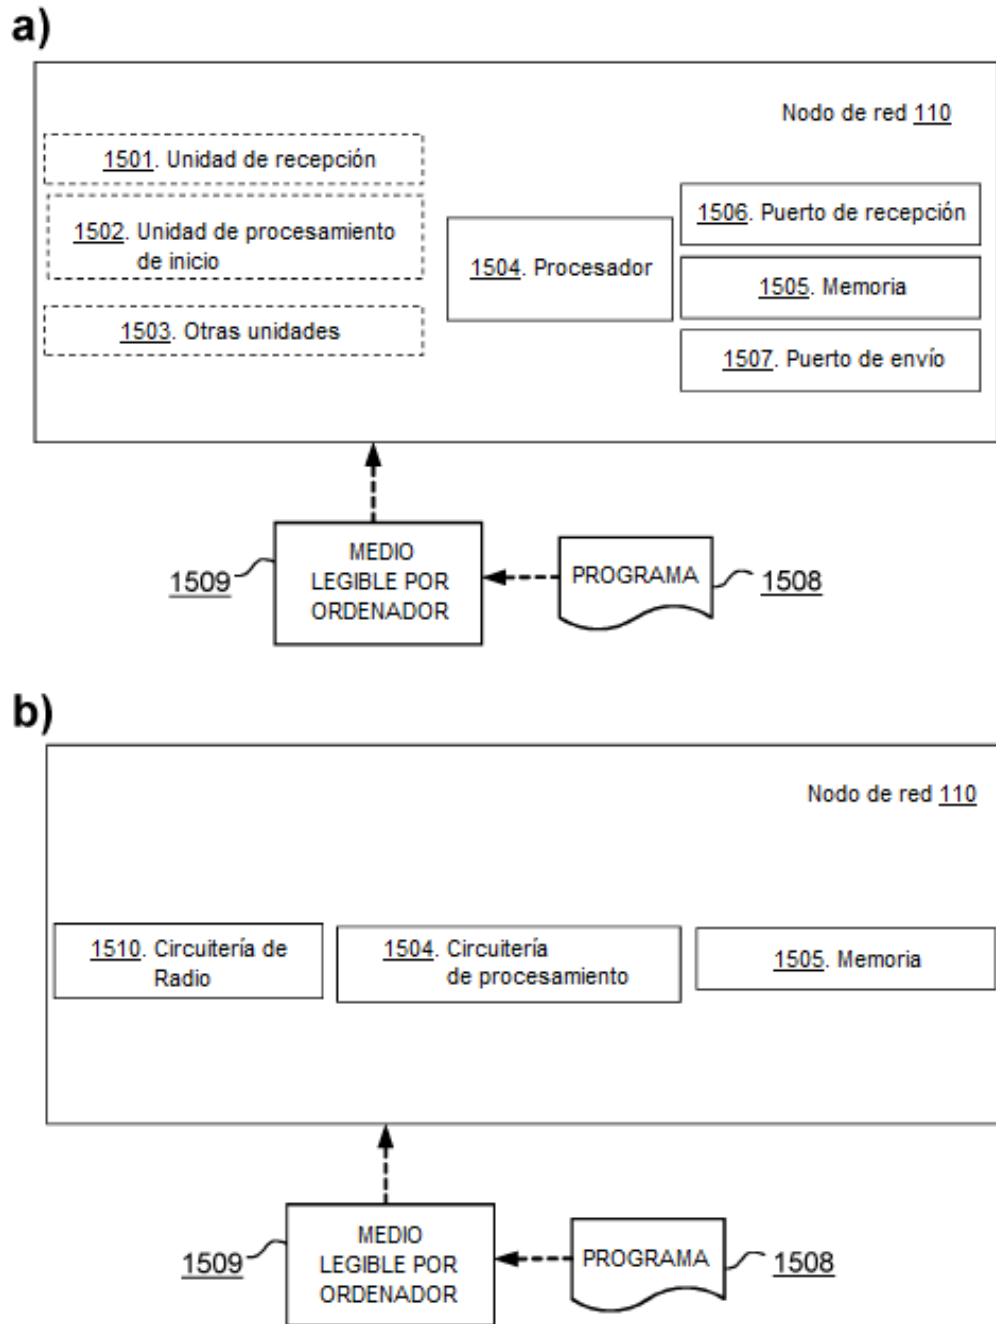 a)
Nodo de red 110
1501. Unidad de recepción
1502. Unidad de procesamiento
de inicio
1503. Otras unidades
1504. Procesador
1506. Puerto de recepción
1505. Memoria
1507. Puerto de envío
MEDIO
LEGIBLE POR
ORDENADOR
1509
PROGRAMA
1508
b)
Nodo de red 110
1510. Circuitería de
Radio
1504. Circuitería
de procesamiento
1505. Memoria
MEDIO
LEGIBLE POR
ORDENADOR
1509
PROGRAMA
1508